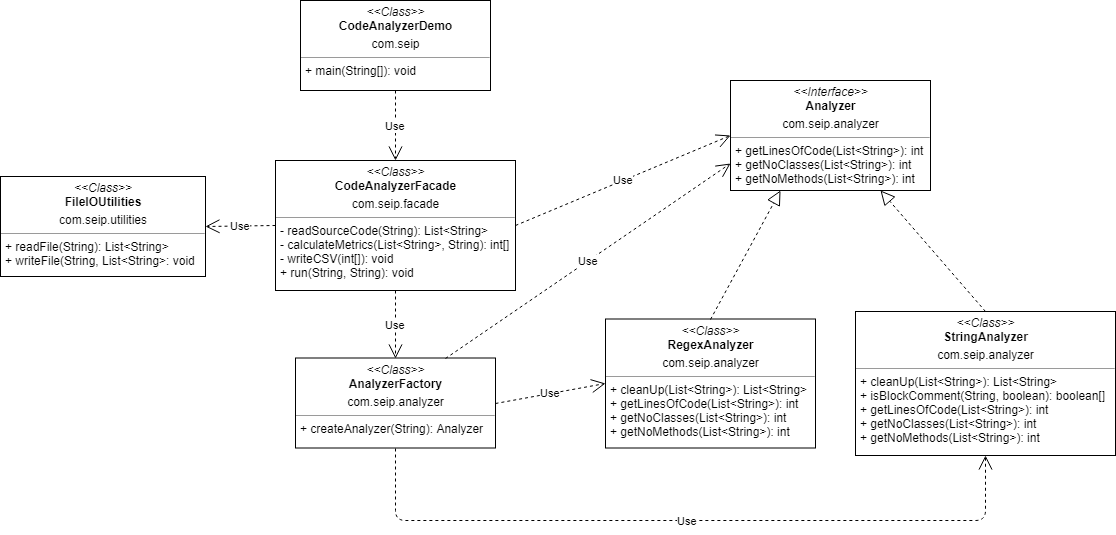 <<Class>>
CodeAnalyzerDemo
com.seip
+ main(String[]): void
Use
<<Interface>>
Analyzer
com.seip.analyzer
+ getLinesOfCode(List<String>): int
+ getNoClasses(List<String>): int
+ getNoMethods(List<String>): int
<<Class>>
CodeAnalyzerFacade
com.seip.facade
- readSourceCode(String): List<String>
- calculateMetrics(List<String>, String): int[]
- writeCSV(int[]): void
+ run(String, String): void
Use
<<Class>>
FileIOUtilities
com.seip.utilities
+ readFile(String): List<String>
+ writeFile(String, List<String>: void
Use
Use
Use
<<Class>>
AnalyzerFactory
com.seip.analyzer
+ createAnalyzer(String): Analyzer
Use
<<Class>>
RegexAnalyzer
com.seip.analyzer
+ cleanUp(List<String>): List<String>
+ getLinesOfCode(List<String>): int
+ getNoClasses(List<String>): int
+ getNoMethods(List<String>): int
<<Class>>
StringAnalyzer
com.seip.analyzer
+ cleanUp(List<String>): List<String>
+ isBlockComment(String, boolean): boolean[]
+ getLinesOfCode(List<String>): int
+ getNoClasses(List<String>): int
+ getNoMethods(List<String>): int
Use